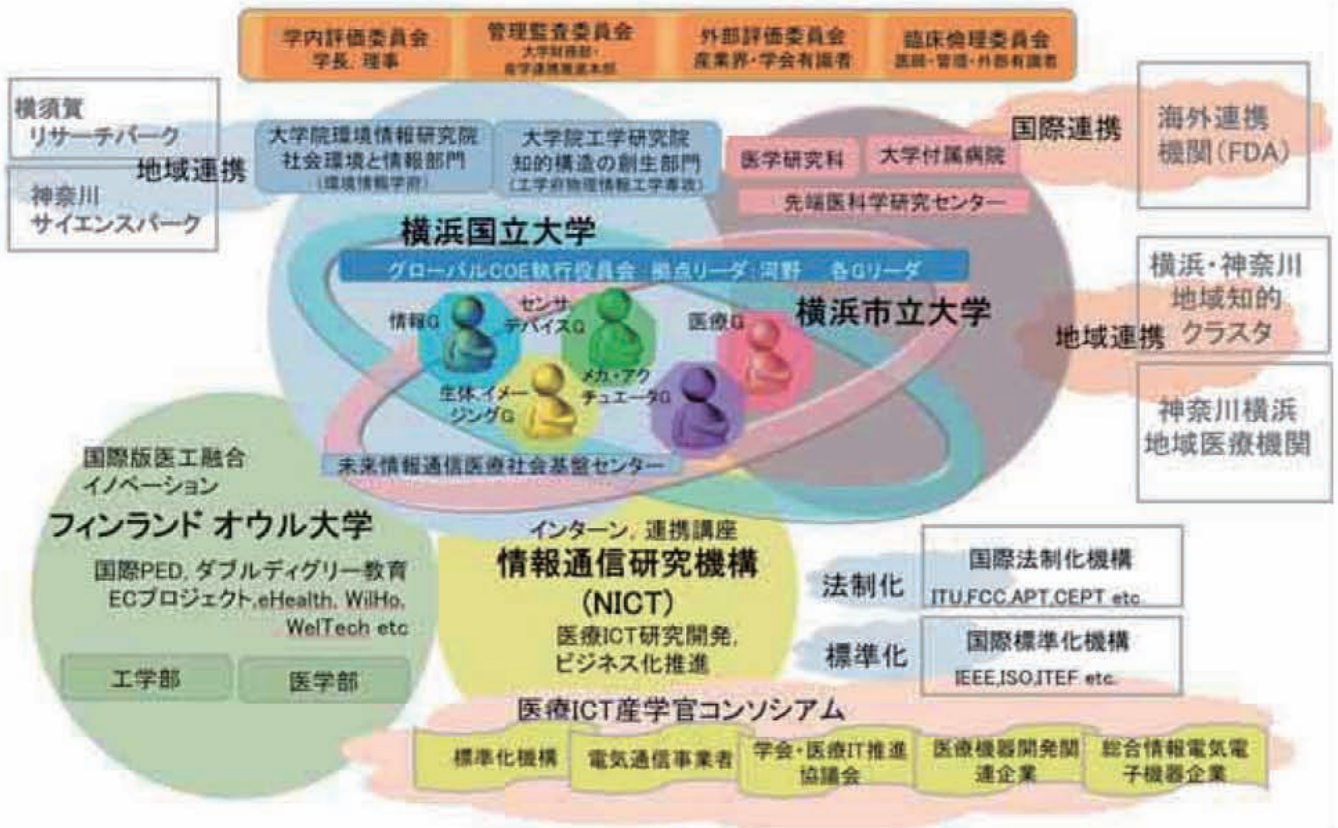 学内評価委員会
学長、理事
管理監査委員会
大学財務部・
産学連携推進本部
外部評価委員会
産業界・学会有識者
臨床倫理委員会
医師・管理・外部有識者
横須賀
リサーチパーク
神奈川
サイエンスパーク
地域連携
大学院環境情報研究院
社会環境と情報部門
(環境情報学府)
大学院工学研究院
知的構造の創生部門
(工学府物理情報工学専攻)
医学研究科
大学付属病院
先端医科学研究センター
国際連携
海外連携
機関(FDA)
横浜国立大学
グローバルCOE執行役員会 拠点リーダ:河野 各Gリーダ
横浜市立大学
情報G
センサ
デバイスG
医療G
生体、イメー
ジングG
メカ・アク
チュエータG
未来情報通信医療社会基盤センター
地域連携
横浜・神奈川
地域知的
クラスタ
神奈川横浜
地域医療機関
国際版医工融合
イノベーション
フィンランド オウル大学
国際PED, ダブルディグリー教育
ECプロジェクト,eHealth, WilHo,
WelTech etc
工学部
医学部
インターン, 連携講座
情報通信研究機構
(NICT)
医療ICT研究開発,
ビジネス化推進
法制化
国際法制化機構
ITU,FCC,APT,CEPT etc.
標準化
国際標準化機構
IEEE,ISO,ITEF etc.
医療ICT産学官コンソシアム
標準化機構
電気通信事業者
学会・医療IT推進
協議会
医療機器開発関
連企業
総合情報電気電
子機器企業